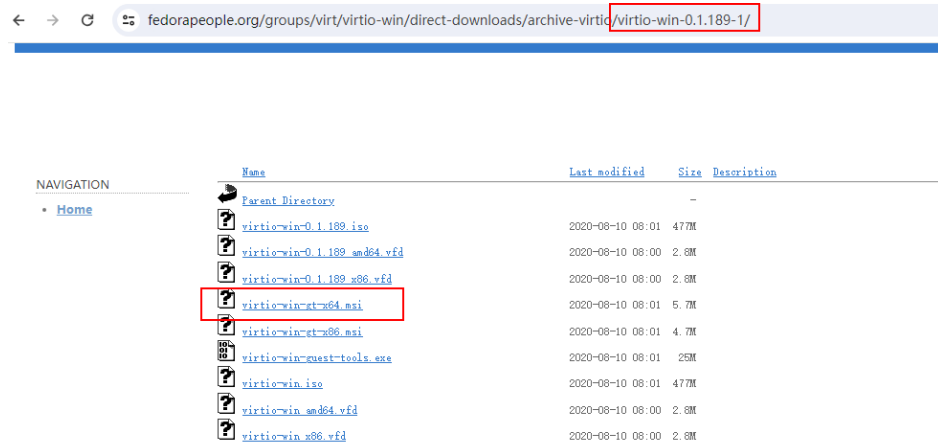 fedorapeople.org/groups/virt/virtio-win/direct-downloads/archive-virtio/virtio-win-0.1.189-1/
NAVIGATION
Home
Name Last modified Size Description
Parent Directory -
virtio-win-0.1.189.iso 2020-08-10 08:01 477M
virtio-win-0.1.189_amd64.vfd 2020-08-10 08:00 2.8M
virtio-win-0.1.189_x86.vfd 2020-08-10 08:00 2.8M
virtio-win-gt-x64.msi 2020-08-10 08:01 5.7M
virtio-win-gt-x86.msi 2020-08-10 08:01 4.7M
virtio-win-guest-tools.exe 2020-08-10 08:01 25M
virtio-win.iso 2020-08-10 08:01 477M
virtio-win_amd64.vfd 2020-08-10 08:00 2.8M
virtio-win_x86.vfd 2020-08-10 08:00 2.8M